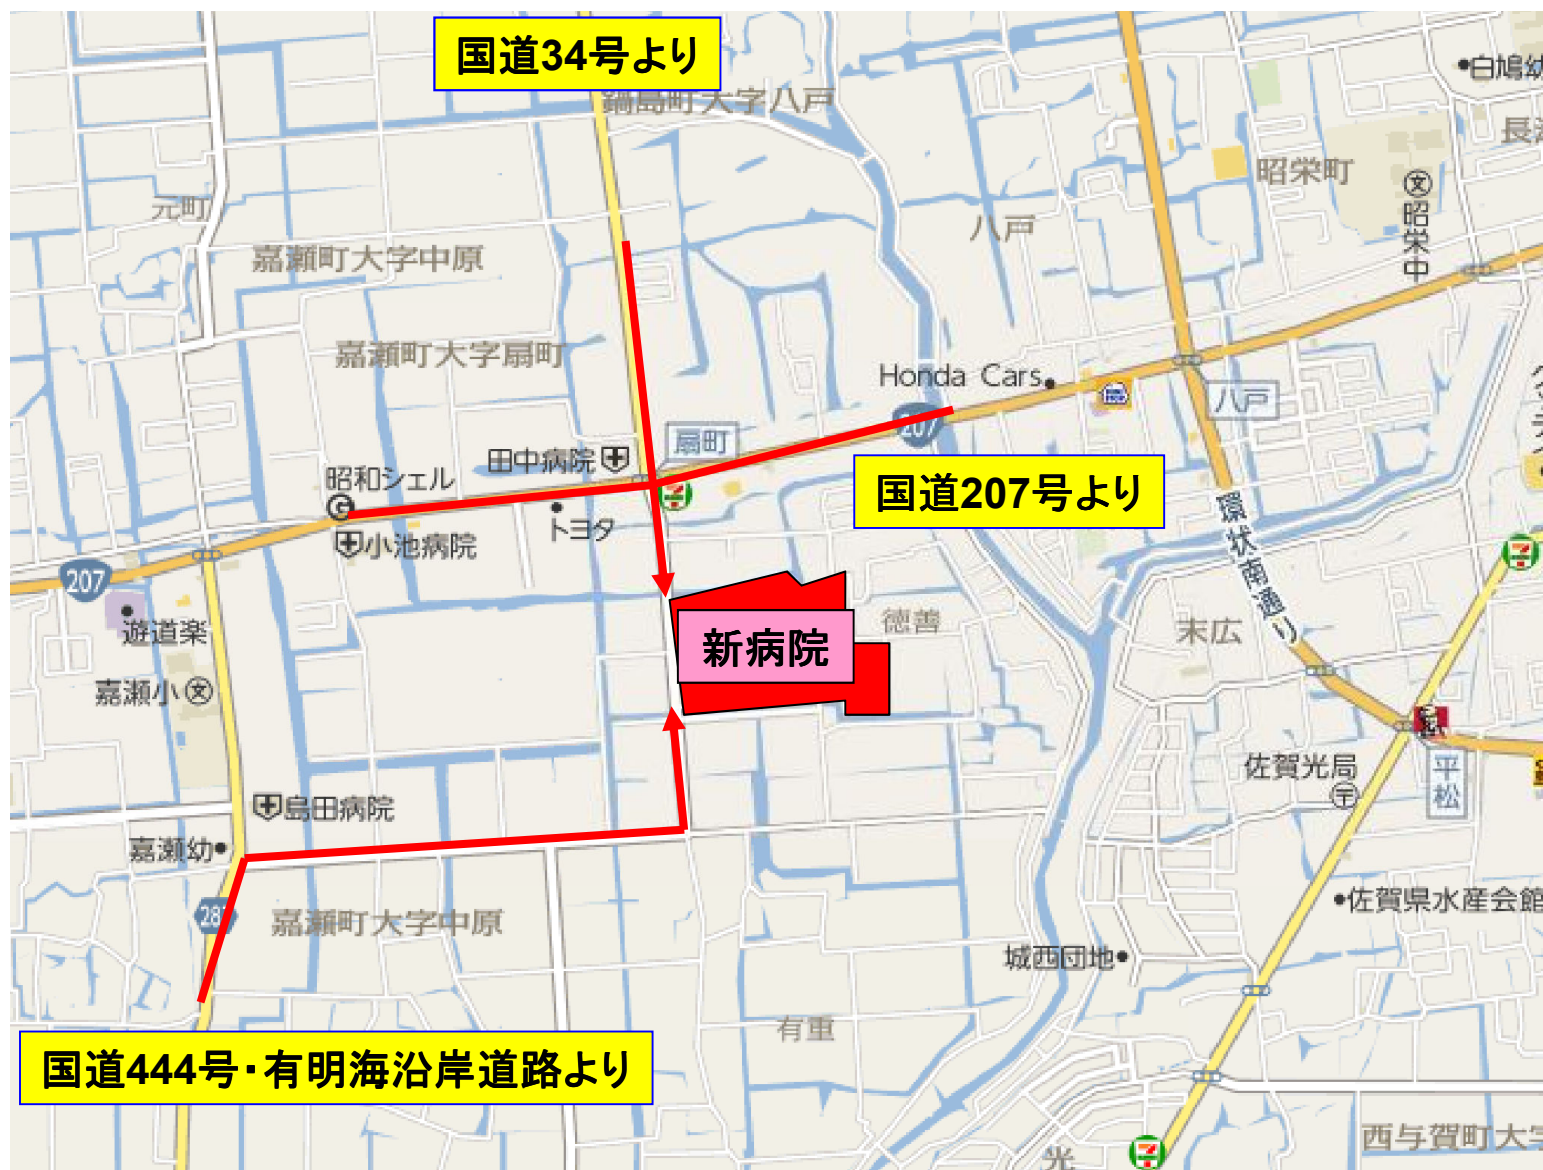 国道34号より
鍋島町大字八戸
白鳩幼
昭栄町
昭栄中
元町
八戸
嘉瀬町大字中原
嘉瀬町大字扇町
Honda Cars
八戸
207
扇町
田中病院
昭和シェル
国道207号より
トヨタ
小池病院
環状南通り
207
遊道楽
徳善
末広
新病院
嘉瀬小
佐賀光局
平松
島田病院
嘉瀬幼
佐賀県水産会館
嘉瀬町大字中原
城西団地
有重
国道444号・有明海沿岸道路より
西与賀町大字
光